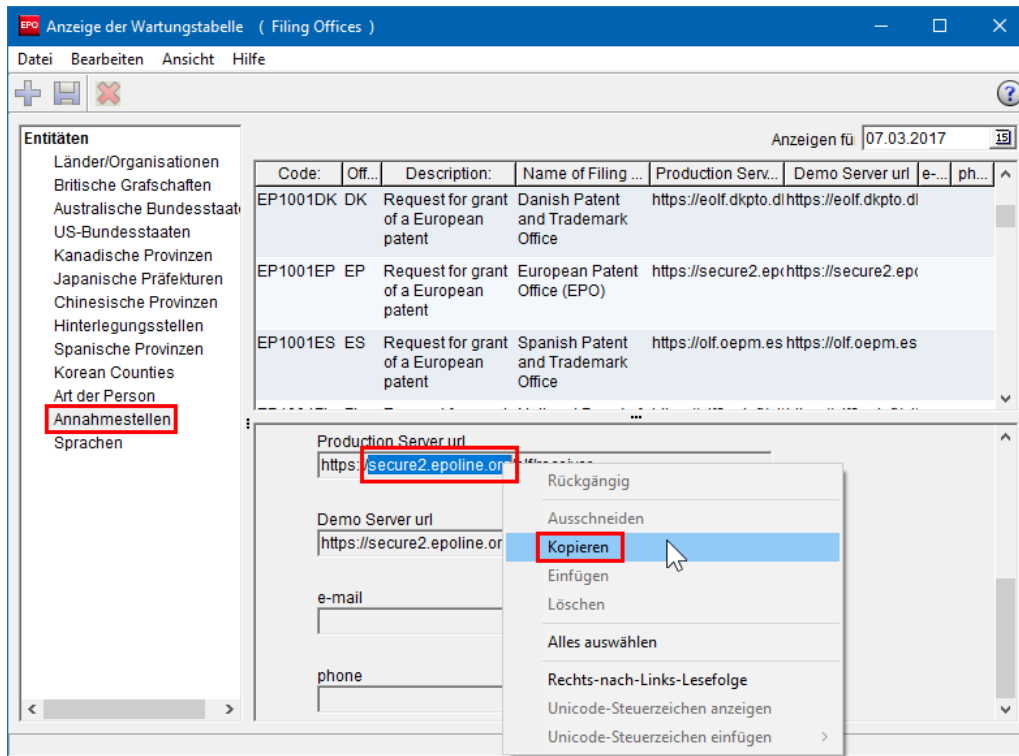 EPO Anzeige der Wartungstabelle ( Filing Offices )
Datei Bearbeiten Ansicht Hilfe
Entitäten
Länder/Organisationen
Britische Grafschaften
Australische Bundesstaat
US-Bundesstaaten
Kanadische Provinzen
Japanische Präfekturen
Chinesische Provinzen
Hinterlegungsstellen
Spanische Provinzen
Korean Counties
Art der Person
Annahmestellen
Sprachen
Anzeigen fü 07.03.2017 15
Code: Off... Description: Name of Filing ... Production Serv... Demo Server url e-... ph...
EP1001DK DK Request for grant Danish Patent https://eolf.dkpto.dl https://eolf.dkpto.dl
of a European and Trademark
patent Office
EP1001EP EP Request for grant European Patent https://secure2.epo https://secure2.epo
of a European Office (EPO)
patent
EP1001ES ES Request for grant Spanish Patent https://olf.oepm.es https://olf.oepm.es
of a European and Trademark
patent Office
Production Server url
https://secure2.epoline.or
Demo Server url
https://secure2.epoline.or
e-mail
phone
Rückgängig
Ausschneiden
Kopieren
Einfügen
Löschen
Alles auswählen
Rechts-nach-Links-Lesefolge
Unicode-Steuerzeichen anzeigen
Unicode-Steuerzeichen einfügen